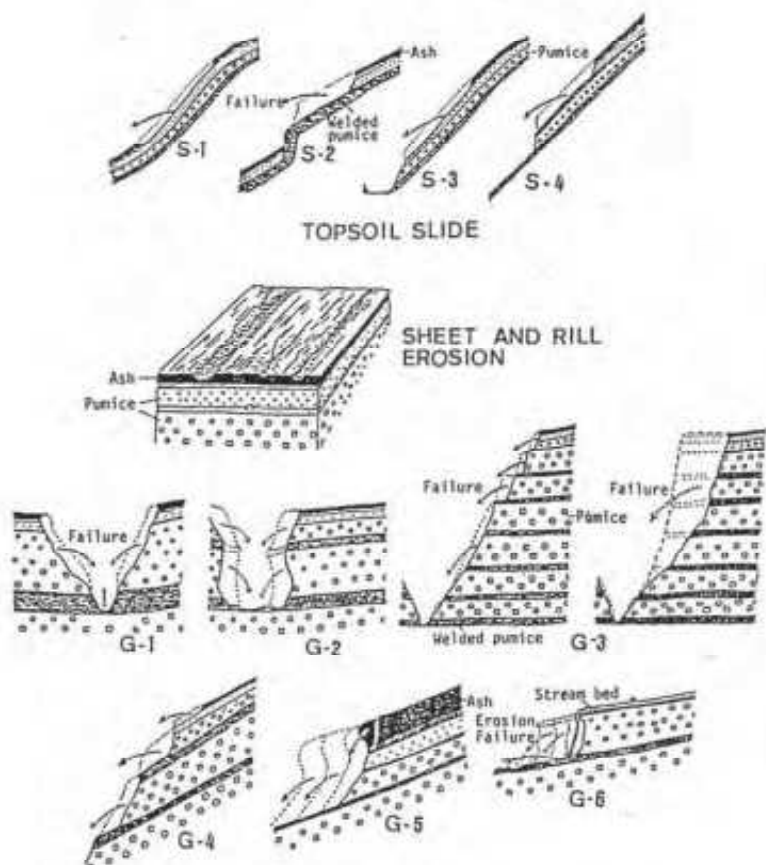 Ash
Pumice
Failure
Welded
pumice
S-1
S-2
S-3
S-4
TOPSOIL SLIDE
SHEET AND RILL
EROSION
Ash
Pumice
Failure
Failure
Failure
Pumice
G-1
G-2
Welded pumice
G-3
Stream bed
Ash
Erosion
Failure
G-4
G-5
G-6